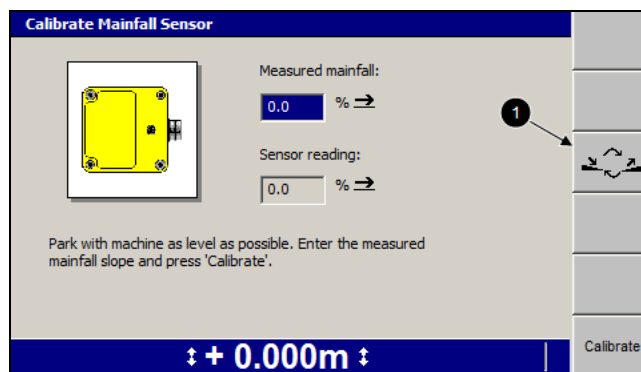 Calibrate Mainfall Sensor
Measured mainfall:
0.0 %
1
Sensor reading:
0.0 %
Park with machine as level as possible. Enter the measured
mainfall slope and press 'Calibrate'.
+ 0.000m
Calibrate